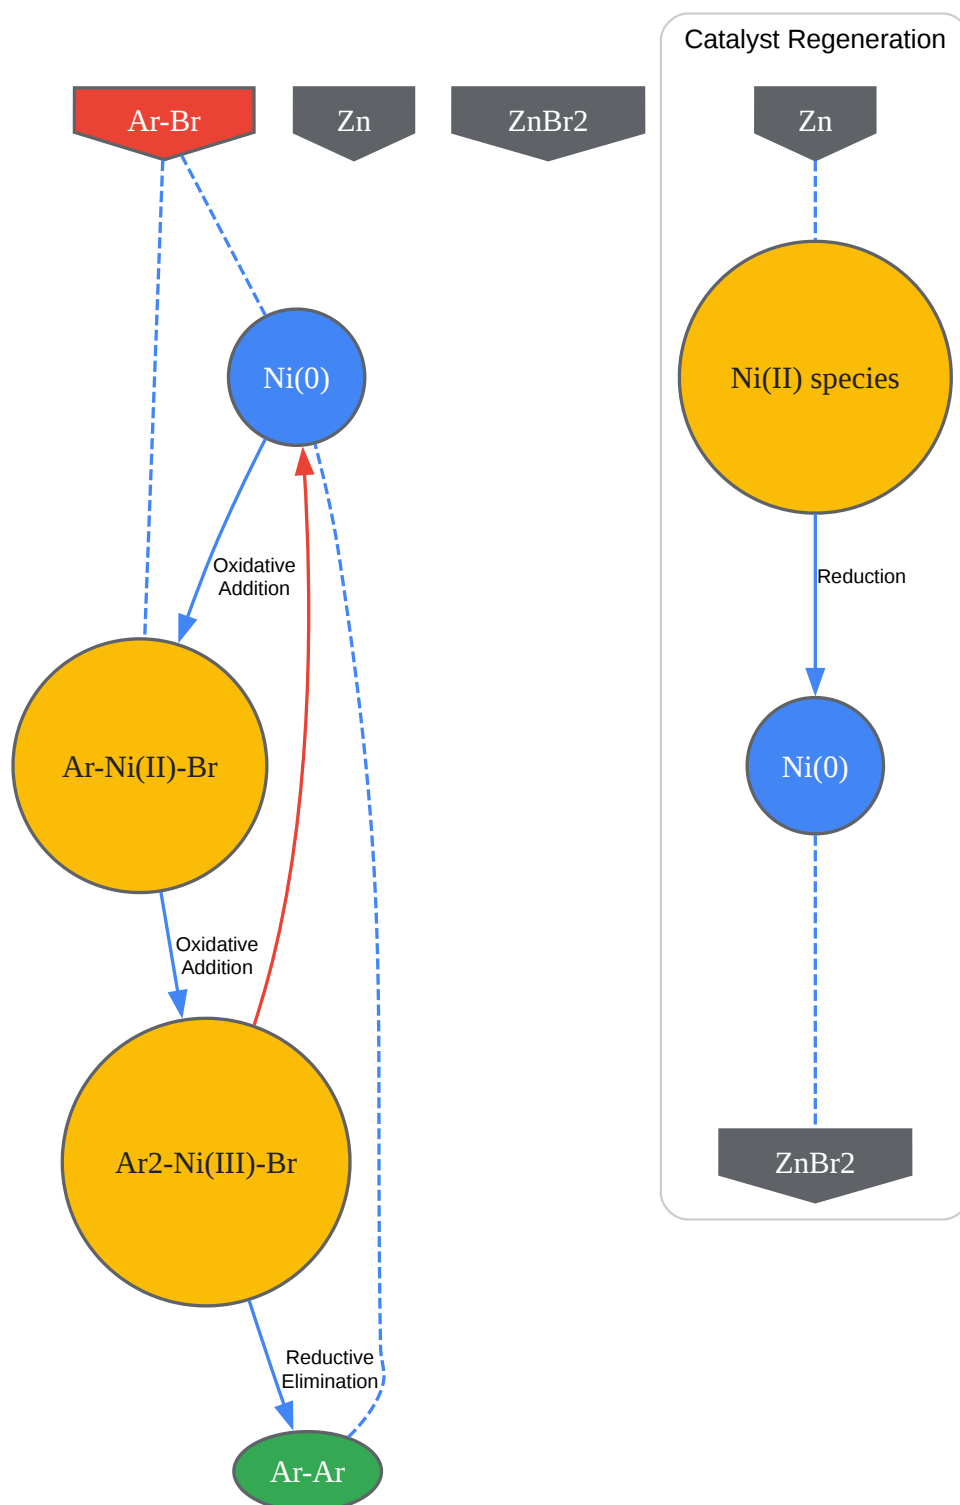 Catalyst Regeneration
Ar-Br
Zn
ZnBr2
Zn
Ni(0)
Ni(II) species
Oxidative
Addition
Reduction
Ar-Ni(II)-Br
Ni(0)
Oxidative
Addition
Ar2-Ni(III)-Br
ZnBr2
Reductive
Elimination
Ar-Ar